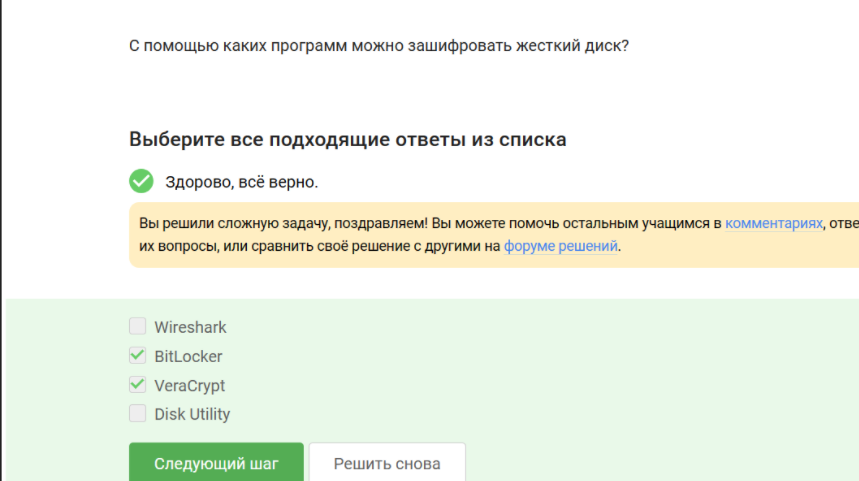 С помощью каких программ можно зашифровать жесткий диск?
Выберите все подходящие ответы из списка
Здорово, всё верно.
Вы решили сложную задачу, поздравляем! Вы можете помочь остальным учащимся в комментариях, отве
их вопросы, или сравнить своё решение с другими на форуме решений.
Wireshark
BitLocker
VeraCrypt
Disk Utility
Следующий шаг Решить снова